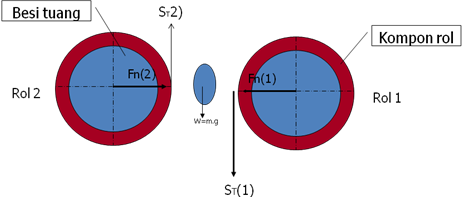 Besi tuang
ST2)
Kompon rol
Fn(2)
Fn(1)
Rol 2
Rol 1
W=m.g
ST(1)